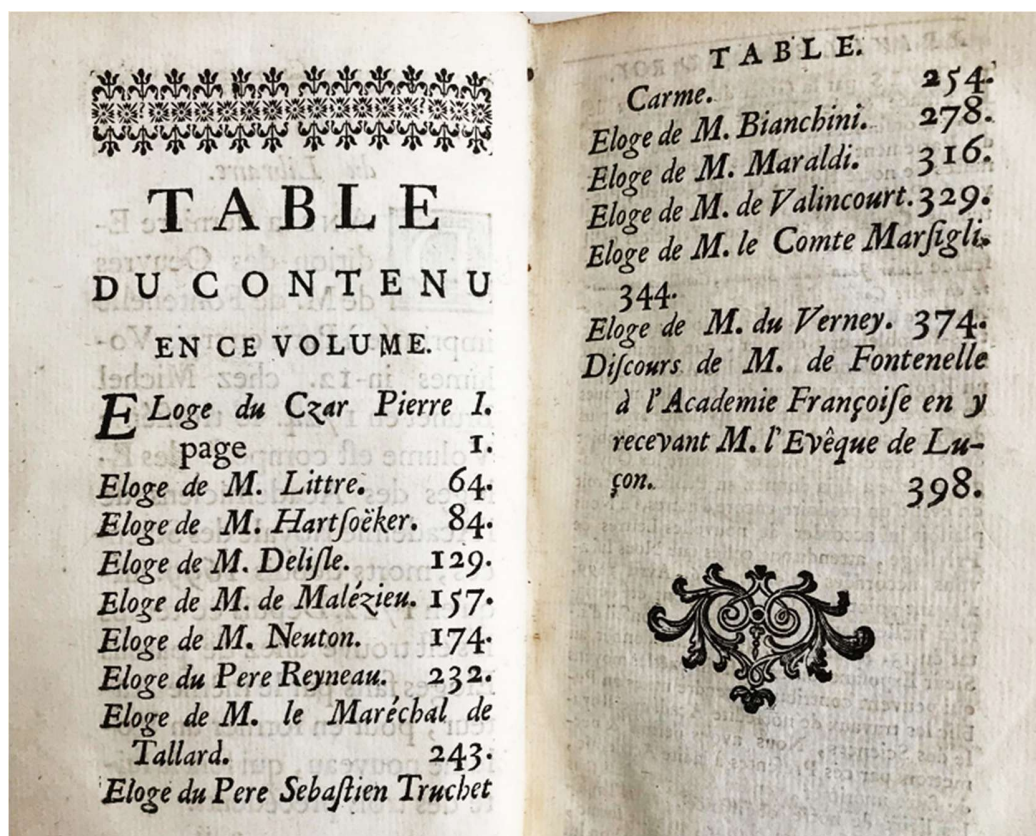 TABLE
DU CONTENU
EN CE VOLUME.
ELoge du Czar Pierre I.
page 1.
Eloge de M. Littre. 64.
Eloge de M. Hartſoëker. 84.
Eloge de M. Deliſle. 129.
Eloge de M. de Malézieu. 157.
Eloge de M. Neuton. 174.
Eloge du Pere Reyneau. 232.
Eloge de M. le Maréchal de
Tallard. 243.
Eloge du Pere Sebaſtien Truchet
TABLE.
Carme. 254.
Eloge de M. Bianchini. 278.
Eloge de M. Maraldi. 316.
Eloge de M. de Valincourt. 329.
Eloge de M. le Comte Marſigli.
344.
Eloge de M. du Verney. 374.
Diſcours de M. de Fontenelle
à l'Academie Françoiſe en y
recevant M. l'Evêque de Lu-
çon. 398.